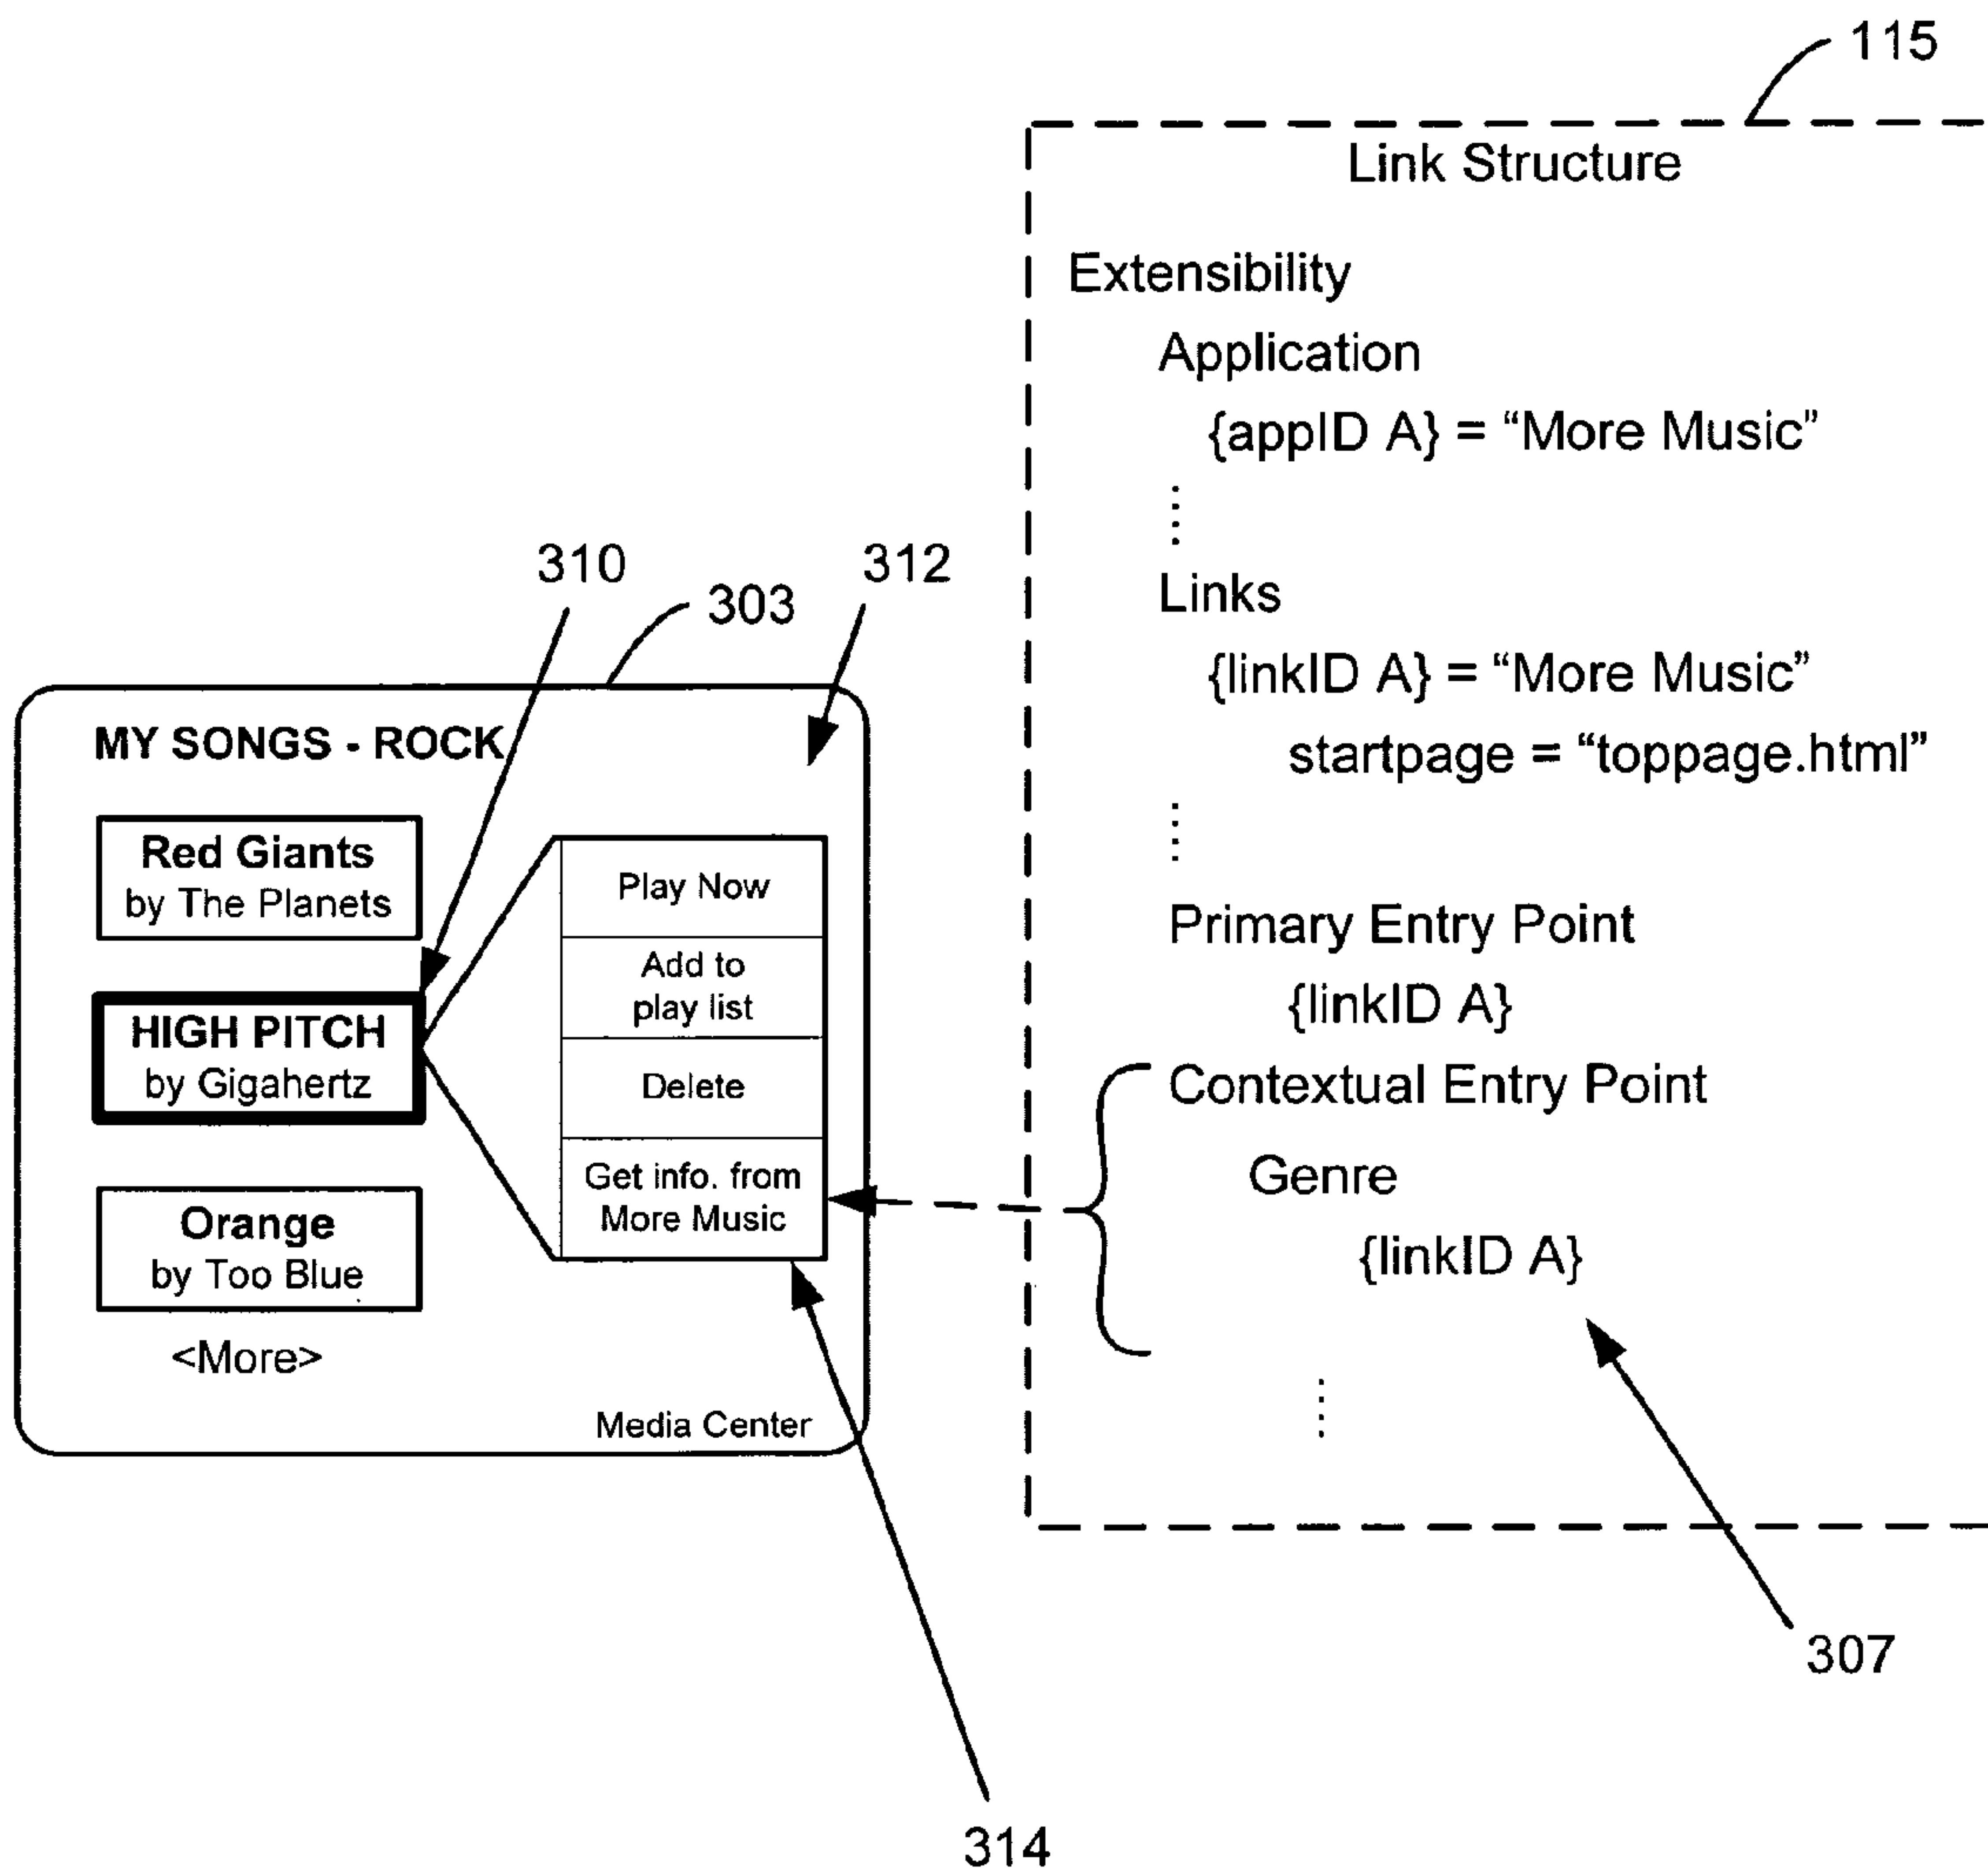 115
Link Structure
Extensibility
Application
{appID A} = “More Music”
Links
{linkID A} = “More Music”
startpage = “toppage.html”
Primary Entry Point
{linkID A}
Contextual Entry Point
Genre
{linkID A}
307
310
303
312
MY SONGS - ROCK
Red Giants
by The Planets
HIGH PITCH
by Gigahertz
Orange
by Too Blue
<More>
Play Now
Add to
play list
Delete
Get info. from
More Music
Media Center
314